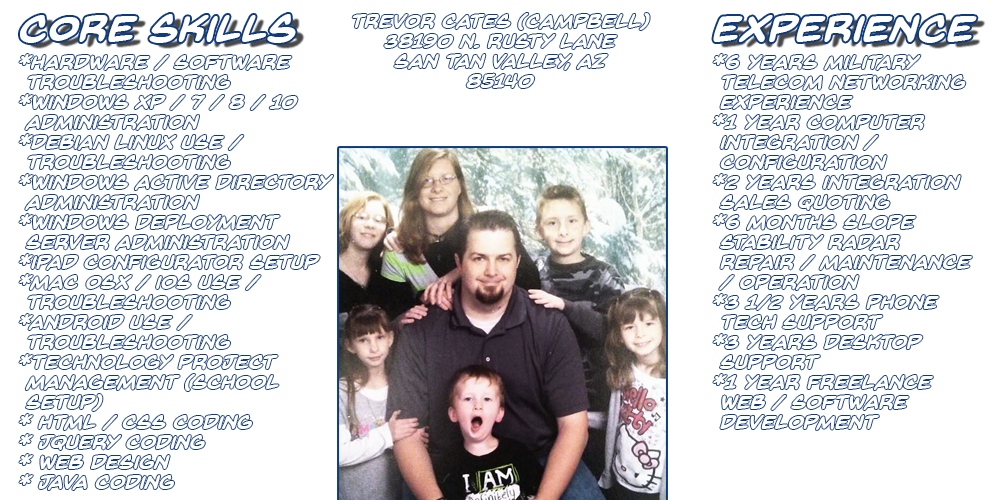 CORE SKILLS
*HARDWARE / SOFTWARE
TROUBLESHOOTING
*WINDOWS XP / 7 / 8 / 10
ADMINISTRATION
*DEBIAN LINUX USE /
TROUBLESHOOTING
*WINDOWS ACTIVE DIRECTORY
ADMINISTRATION
*WINDOWS DEPLOYMENT
SERVER ADMINISTRATION
*IPAD CONFIGURATOR SETUP
*MAC OSX / IOS USE /
TROUBLESHOOTING
*ANDROID USE /
TROUBLESHOOTING
*TECHNOLOGY PROJECT
MANAGEMENT (SCHOOL
SETUP)
* HTML / CSS CODING
* JQUERY CODING
* WEB DESIGN
* JAVA CODING
TREVOR CATES (CAMPBELL)
38190 N. RUSTY LANE
SAN TAN VALLEY, AZ
85140
Hello
Kitty
I AM
Definitely
EXPERIENCE
*6 YEARS MILITARY
TELECOM NETWORKING
EXPERIENCE
*1 YEAR COMPUTER
INTEGRATION /
CONFIGURATION
*2 YEARS INTEGRATION
SALES QUOTING
*6 MONTHS SLOPE
STABILITY RADAR
REPAIR / MAINTENANCE
/ OPERATION
*3 1/2 YEARS PHONE
TECH SUPPORT
*3 YEARS DESKTOP
SUPPORT
*1 YEAR FREELANCE
WEB / SOFTWARE
DEVELOPMENT